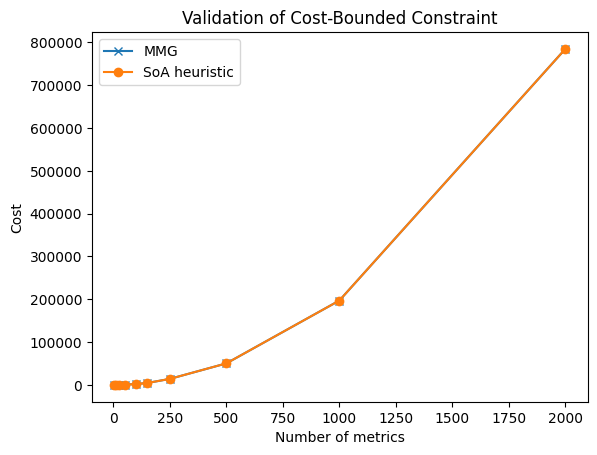 Validation of Cost-Bounded Constraint
MMG
SoA heuristic
Cost
800000
700000
600000
500000
400000
300000
200000
100000
0
0 250 500 750 1000 1250 1500 1750 2000
Number of metrics